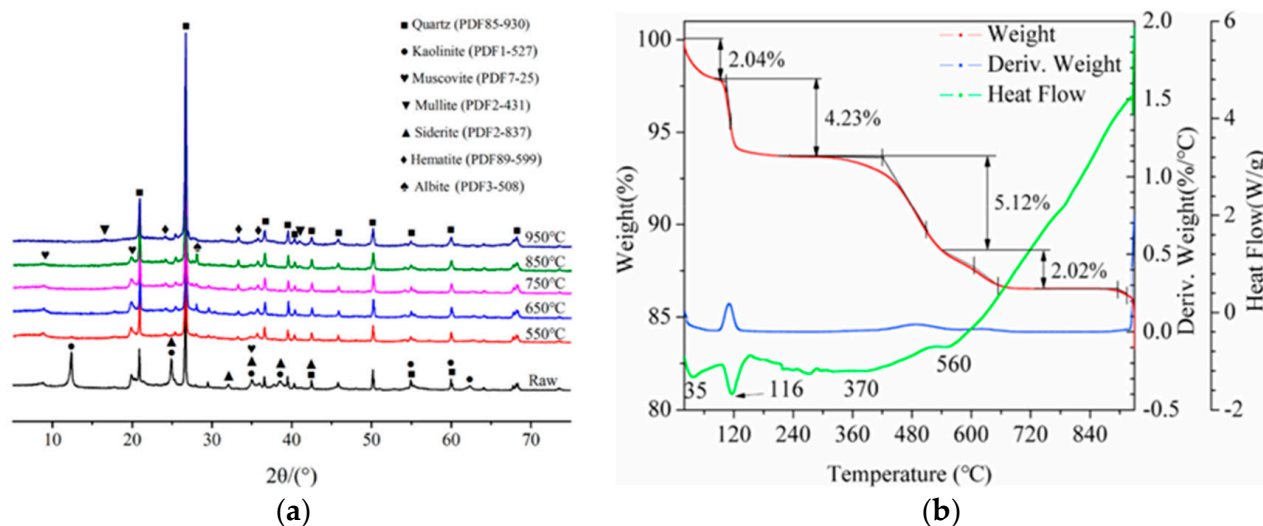 Quartz (PDF85-930)
Kaolinite (PDF1-527)
Muscovite (PDF7-25)
Mullite (PDF2-431)
Siderite (PDF2-837)
Hematite (PDF89-599)
Albite (PDF3-508)
950℃
850℃
750℃
650℃
550℃
Raw
10 20 30 40 50 60 70
2θ/(°)
(a)
Weight
Deriv. Weight
Heat Flow
2.04%
4.23%
5.12%
2.02%
35
116
370
560
100
95
90
85
80
Weight(%)
120 240 360 480 600 720 840
Temperature (℃)
2.0
1.5
1.0
0.5
0.0
-0.5
Deriv. Weight(%/℃)
6
4
2
0
-2
Heat Flow(W/g)
(b)